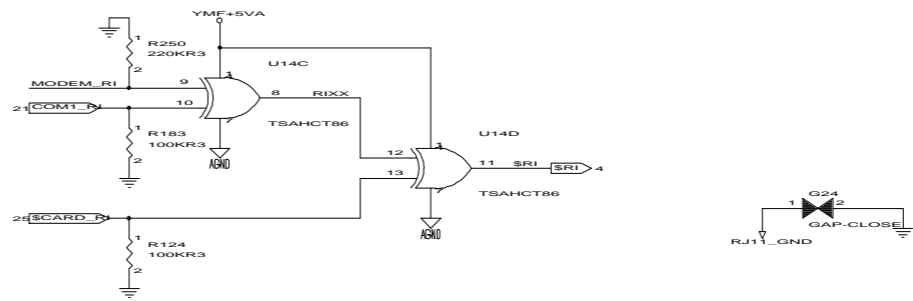 YMF+5VA
1
R250
220KR3
2
U14C
MODEM_RI
9
1
8
RIXX
21
COM1_RI
10
7
TSAHCT86
1
R183
100KR3
2
AGND
U14D
12
1
11
$RI
$RI
4
13
7
TSAHCT86
25
$CARD_RI
AGND
1
R124
100KR3
2
G24
1
2
GAP-CLOSE
RJ11_GND